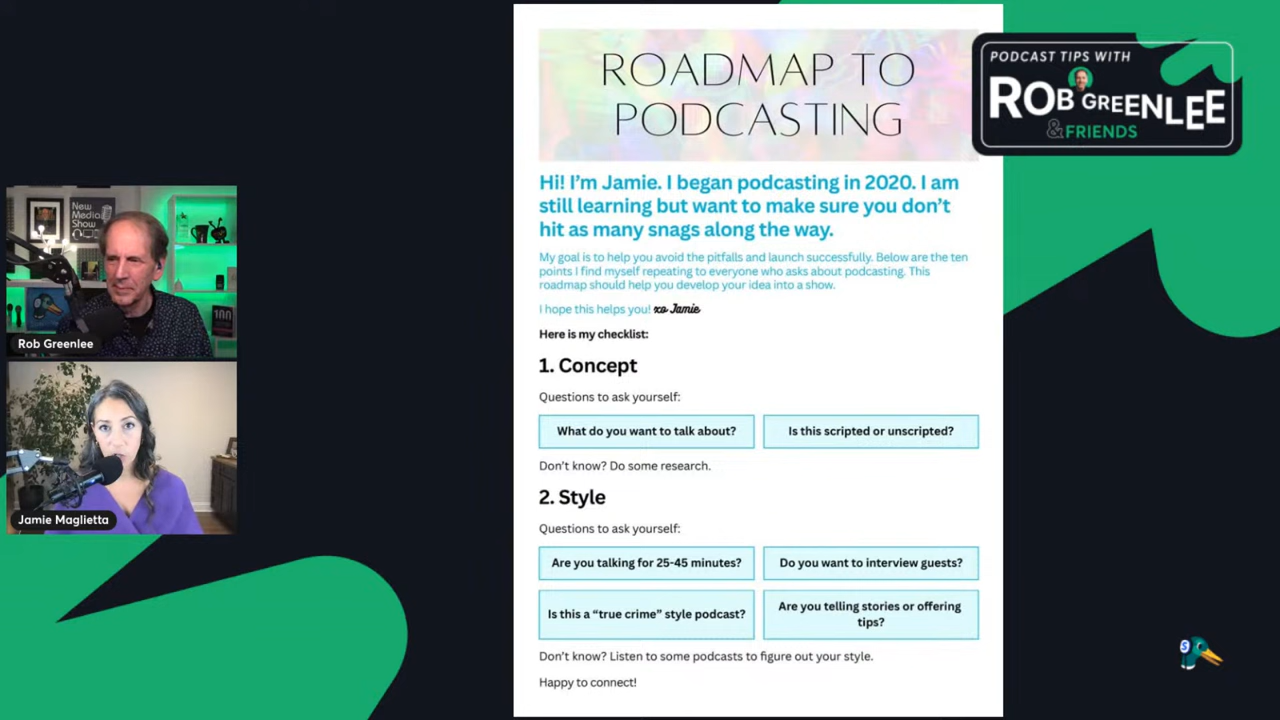 ROADMAP TO
PODCASTING
Hi! I'm Jamie. I began podcasting in 2020. I am
still learning but want to make sure you don't
hit as many snags along the way.
My goal is to help you avoid the pitfalls and launch successfully. Below are the ten
points I find myself repeating to everyone who asks about podcasting. This
roadmap should help you develop your idea into a show.
I hope this helps you! xo Jamie
Here is my checklist:
1. Concept
Questions to ask yourself:
What do you want to talk about?
Is this scripted or unscripted?
Don't know? Do some research.
2. Style
Questions to ask yourself:
Are you talking for 25-45 minutes?
Do you want to interview guests?
Is this a “true crime” style podcast?
Are you telling stories or offering
tips?
Don't know? Listen to some podcasts to figure out your style.
Happy to connect!
PODCAST TIPS WITH
ROB GREENLEE
& FRIENDS
New
Media
Show
100
Rob Greenlee
Jamie Maglietta
S